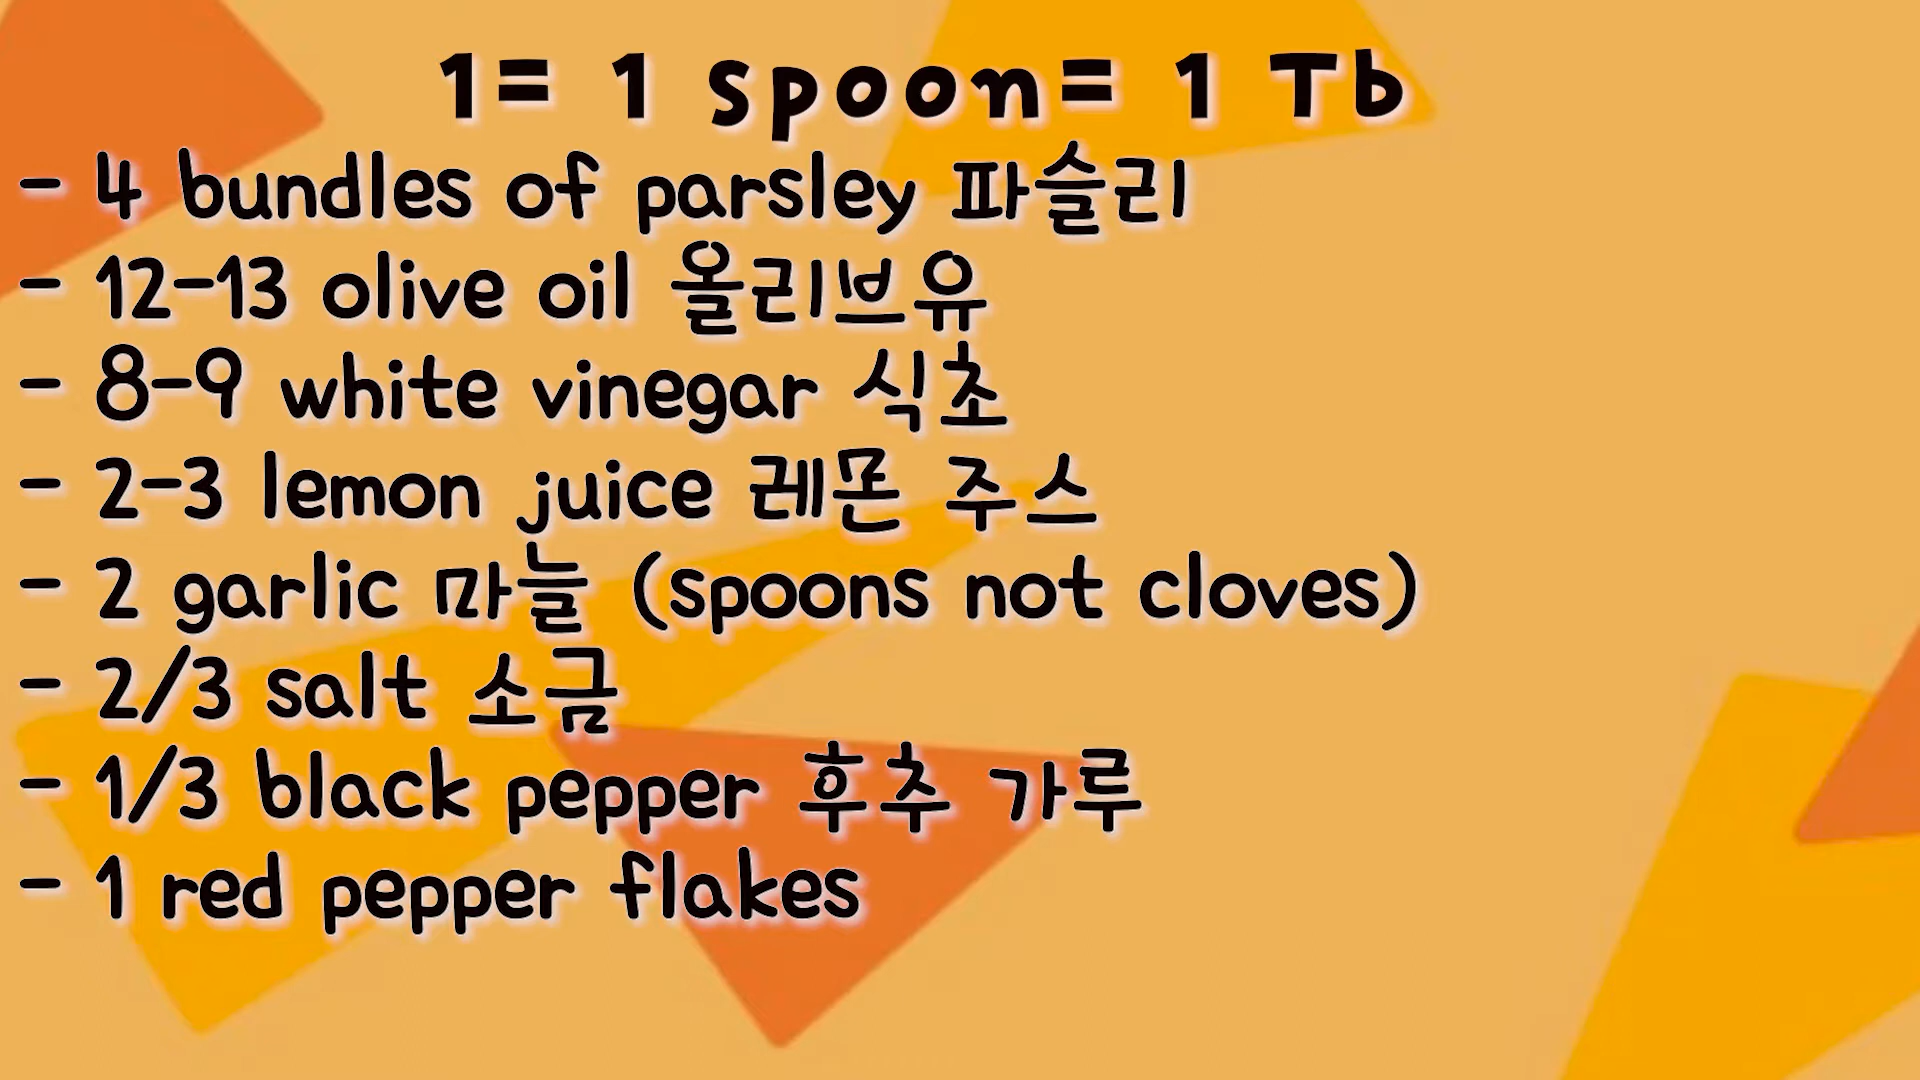 1= 1 spoon= 1 Tb
- 4 bundles of parsley 파슬리
- 12-13 olive oil 올리브유
- 8-9 white vinegar 식초
- 2-3 lemon juice 레몬 주스
- 2 garlic 마늘 (spoons not cloves)
- 2/3 salt 소금
- 1/3 black pepper 후추 가루
- 1 red pepper flakes